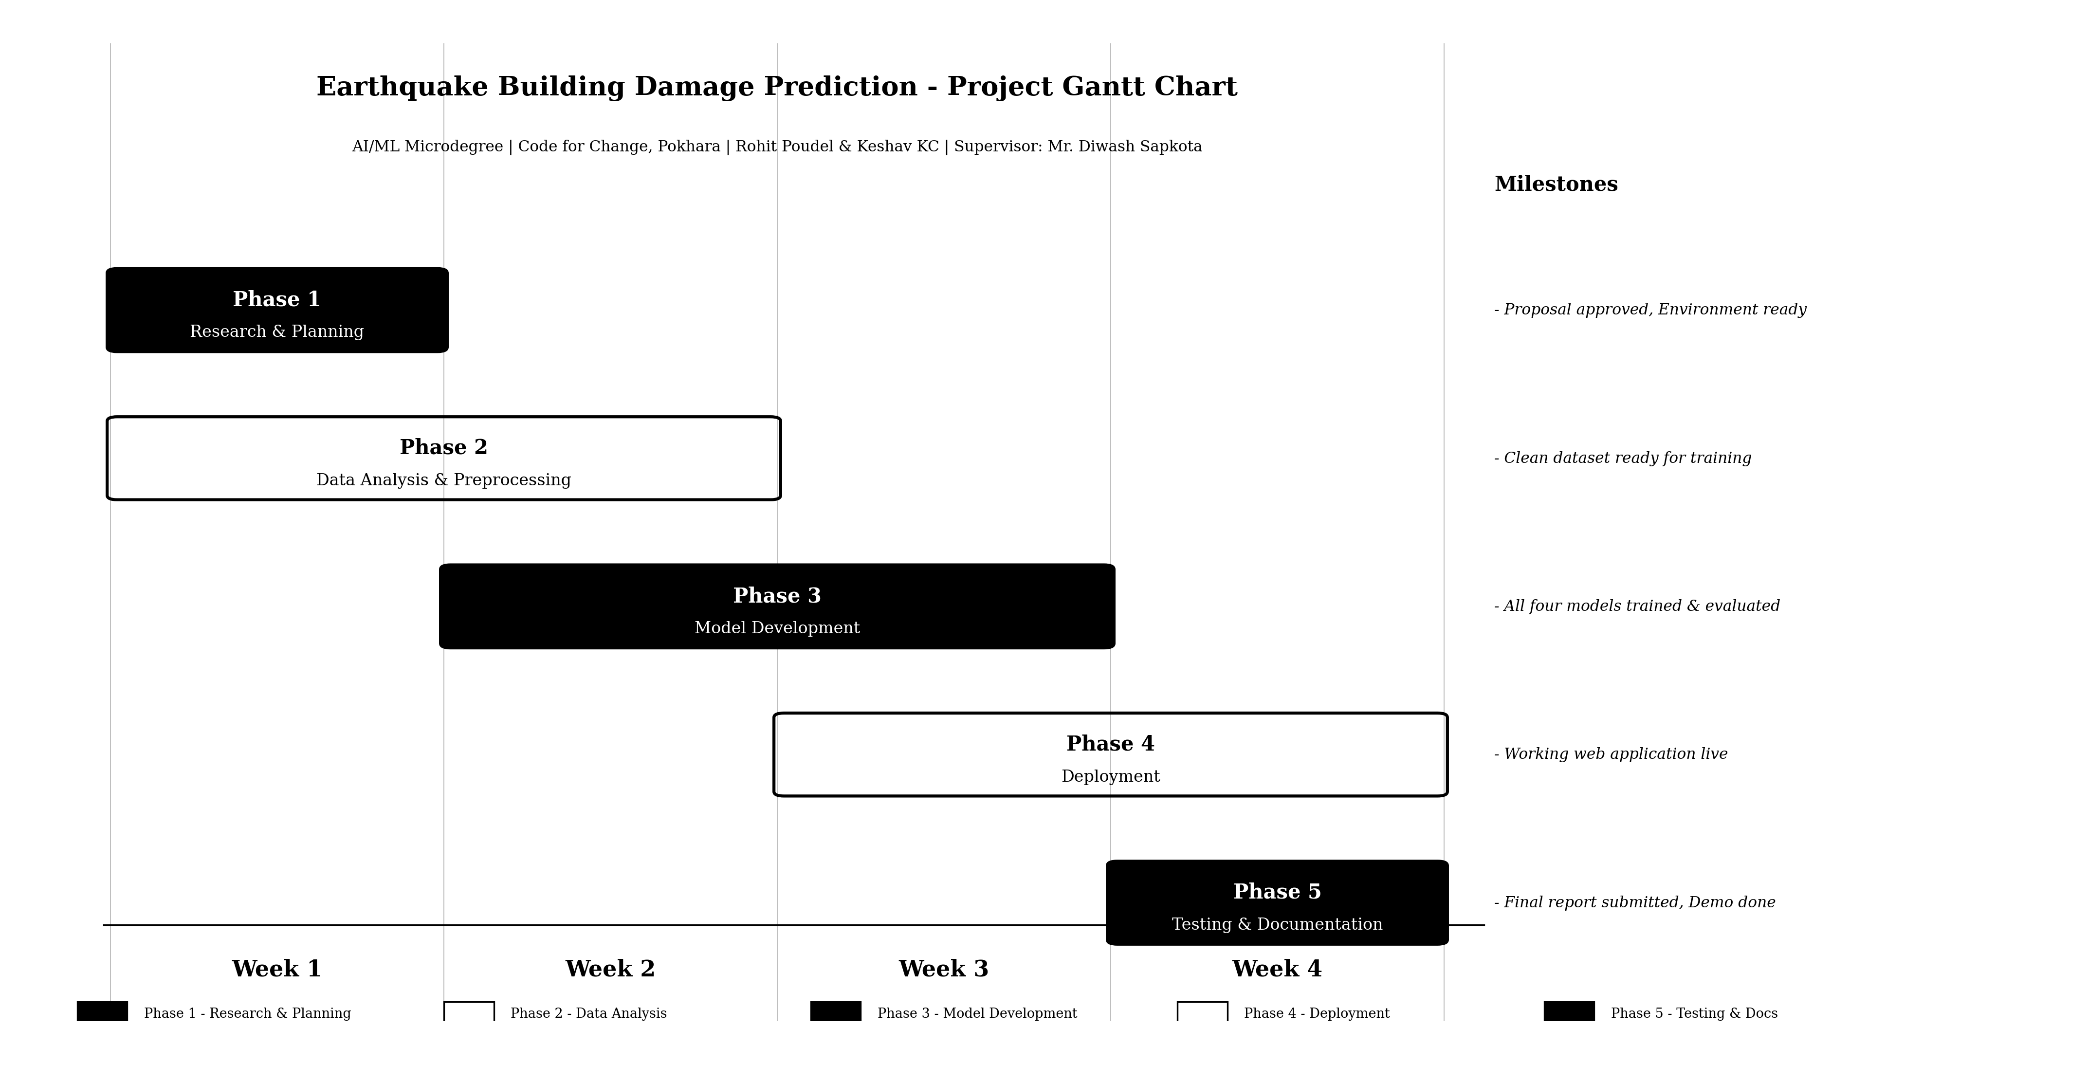 Earthquake Building Damage Prediction - Project Gantt Chart
AI/ML Microdegree | Code for Change, Pokhara | Rohit Poudel & Keshav KC | Supervisor: Mr. Diwash Sapkota
Milestones
Phase 1
Research & Planning
- Proposal approved, Environment ready
Phase 2
Data Analysis & Preprocessing
- Clean dataset ready for training
Phase 3
Model Development
- All four models trained & evaluated
Phase 4
Deployment
- Working web application live
Phase 5
Testing & Documentation
- Final report submitted, Demo done
Week 1
Week 2
Week 3
Week 4
Phase 1 - Research & Planning
Phase 2 - Data Analysis
Phase 3 - Model Development
Phase 4 - Deployment
Phase 5 - Testing & Docs